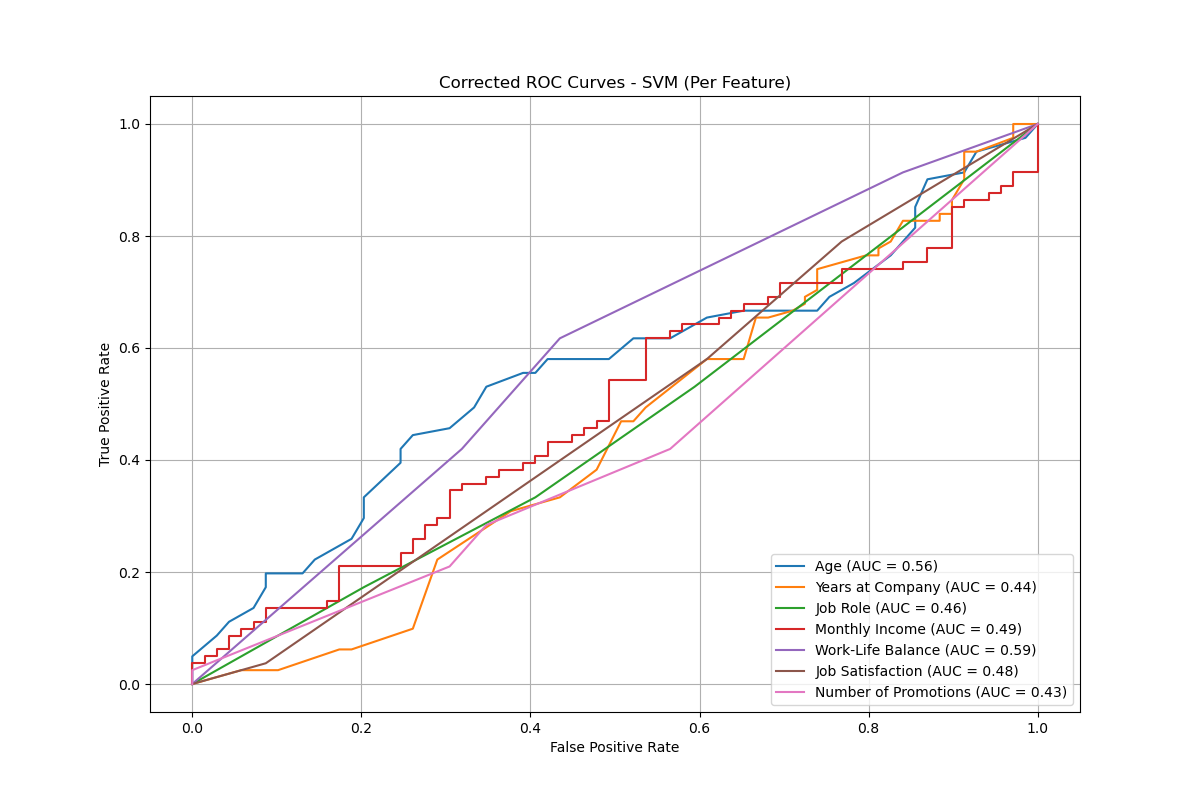 Corrected ROC Curves - SVM (Per Feature)
True Positive Rate
1.0
0.8
0.6
0.4
0.2
0.0
Age (AUC = 0.56)
Years at Company (AUC = 0.44)
Job Role (AUC = 0.46)
Monthly Income (AUC = 0.49)
Work-Life Balance (AUC = 0.59)
Job Satisfaction (AUC = 0.48)
Number of Promotions (AUC = 0.43)
0.0 0.2 0.4 0.6 0.8 1.0
False Positive Rate